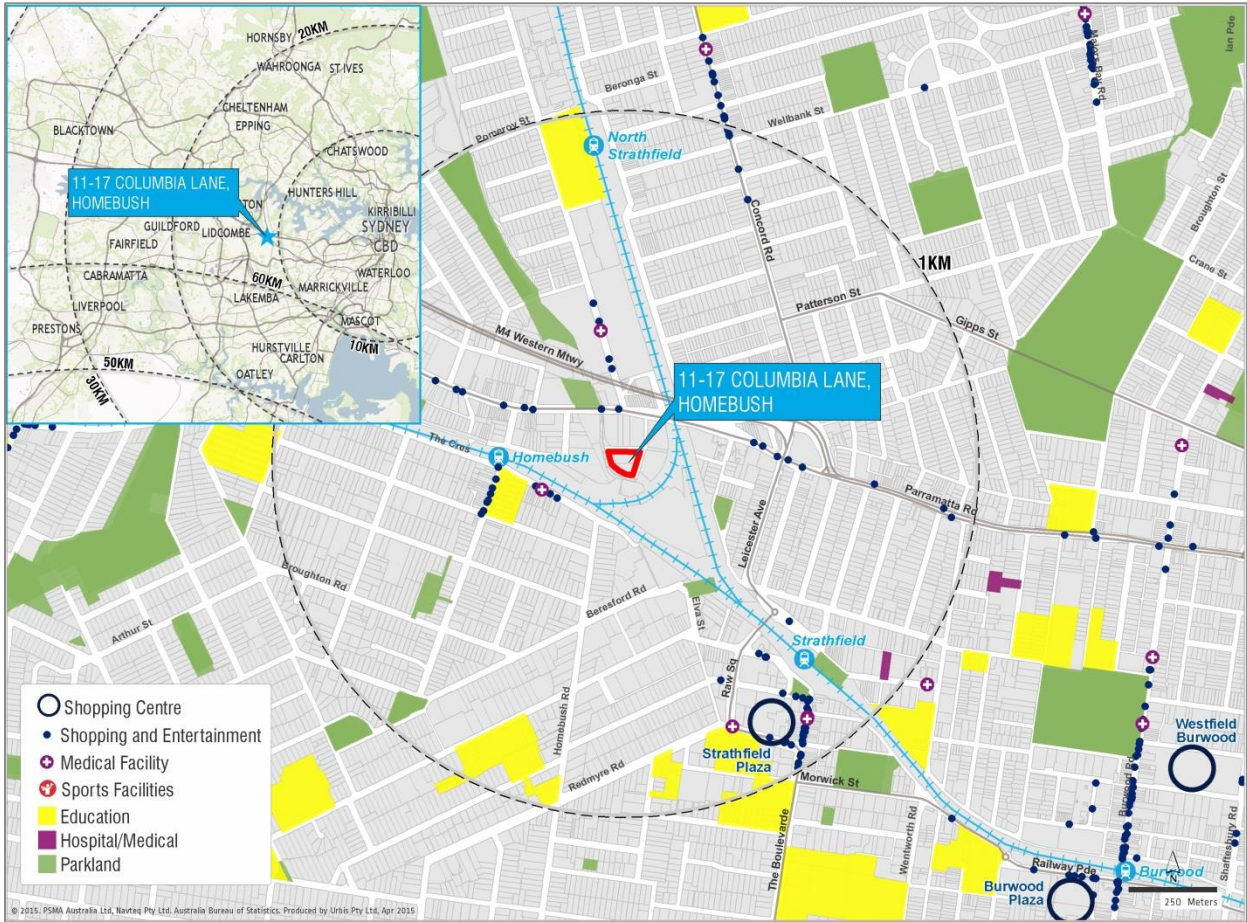 20KM
HORNSBY
WAHROONGA
ST IVES
CHELTENHAM
EPPING
BLACKTOWN
CHATSWOOD
11-17 COLUMBIA LANE,
HOMEBUSH
TON
HUNTERS HILL
KIRRIBILLI
GUILDFORD
LIDCOMBE
SYDNEY
CBD
FAIRFIELD
CABRAMATTA
60KM
WATERLOO
MARRICKVILLE
LAKEMBA
LIVERPOOL
PRESTONS
MASCOT
10KM
HURSTVILLE
CARLTON
50KM
OATLEY
30KM
Beronga St
Pomeroy St
North
Strathfield
Wellbank St
Majors Bay Rd
Ian Pde
Broughton St
Concord Rd
Crane St
1KM
Patterson St
Gipps St
M4 Western Mtwy
11-17 COLUMBIA LANE,
HOMEBUSH
The Cres
Homebush
Parramatta Rd
Leicester Ave
Broughton Rd
Beresford Rd
Elva St
Arthur St
Strathfield
Raw Sq
Homebush Rd
Redmyre Rd
Strathfield
Plaza
Morwick St
Westfield
Burwood
Burwood Rd
The Boulevarde
Wentworth Rd
Shaftesbury Rd
Railway Pde
Burwood
Burwood
Plaza
N
250 Meters
Shopping Centre
Shopping and Entertainment
Medical Facility
Sports Facilities
Education
Hospital/Medical
Parkland
© 2015. PSMA Australia Ltd, Navteq Pty Ltd. Australia Bureau of Statistics. Produced by Urbis Pty Ltd, Apr 2015